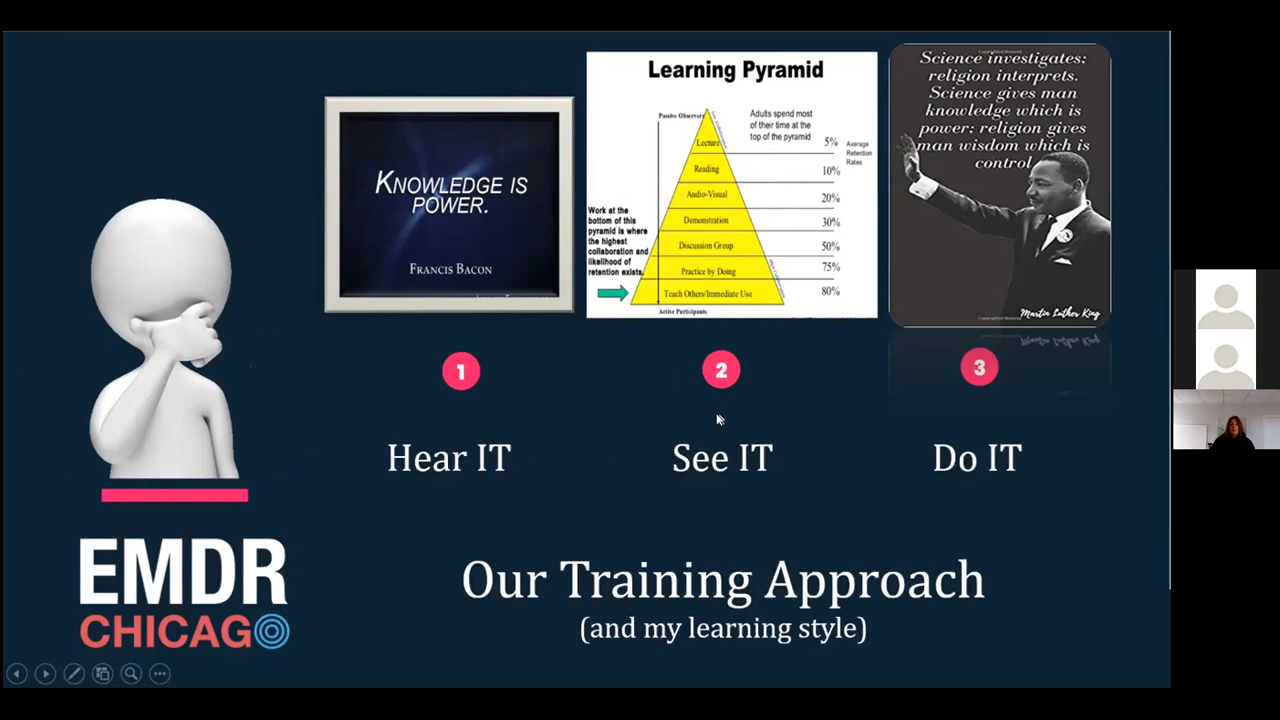 KNOWLEDGE IS
POWER.
FRANCIS BACON
Learning Pyramid
Passive Observers
Adults spend most
of their time at the
top of the pyramid
Average
Retention
Rates
Lecture 5%
Reading 10%
Audio-Visual 20%
Demonstration 30%
Discussion Group 50%
Practice by Doing 75%
Teach Others/Immediate Use 80%
Work at the
bottom of this
pyramid is where
the highest
collaboration and
likelihood of
retention exists.
Active Participants
Science investigates:
religion interprets.
Science gives man
knowledge which is
power: religion gives
man wisdom which is
control
Martin Luther King
1
2
3
Hear IT
See IT
Do IT
EMDR
CHICAGO
Our Training Approach
(and my learning style)